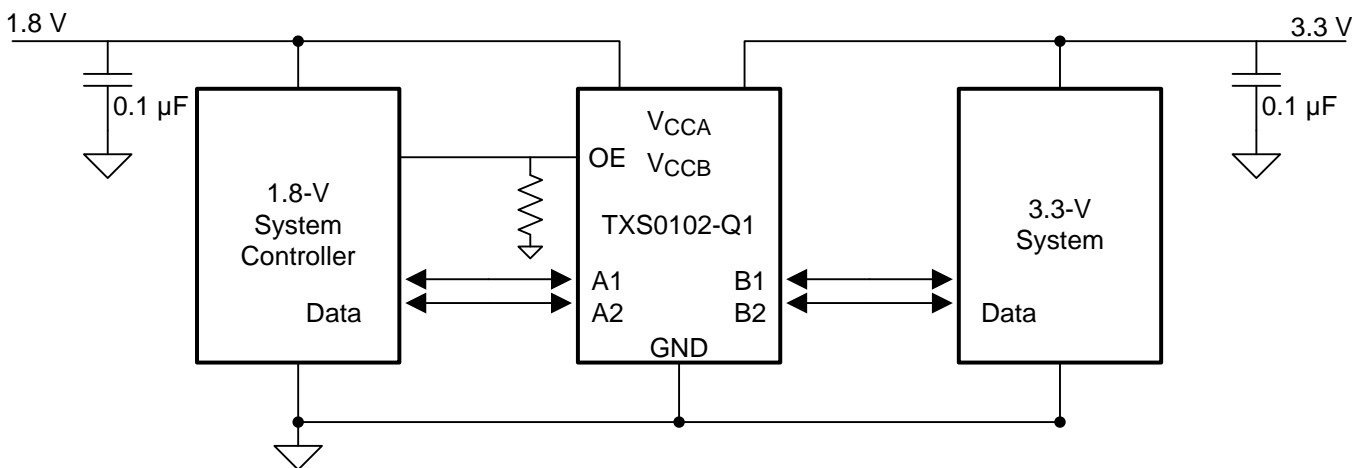 1.8 V
3.3 V
0.1 µF
0.1 µF
VCCA
OE
VCCB
1.8-V
System
Controller
TXS0102-Q1
3.3-V
System
A1
B1
A2
B2
Data
Data
GND